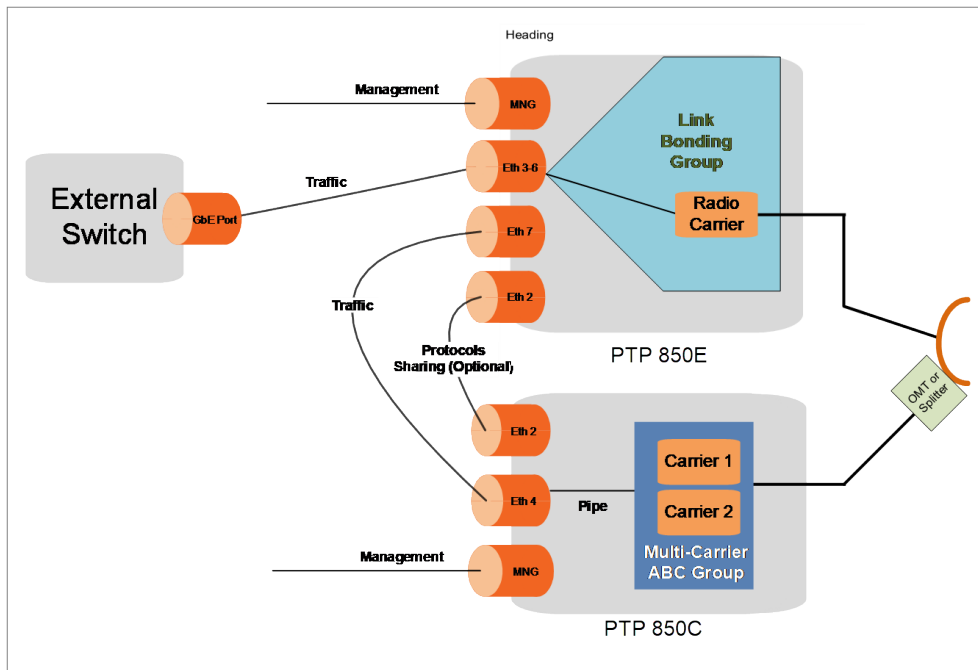 Heading
Management
MNG
Link
Bonding
Group
Eth 3-6
Traffic
External
Switch
GbE Port
Radio
Carrier
Eth 7
Traffic
Eth 2
Protocols
Sharing (Optional)
PTP 850E
OMT or
Splitter
Eth 2
Carrier 1
Eth 4
Pipe
Carrier 2
Multi-Carrier
ABC Group
Management
MNG
PTP 850C